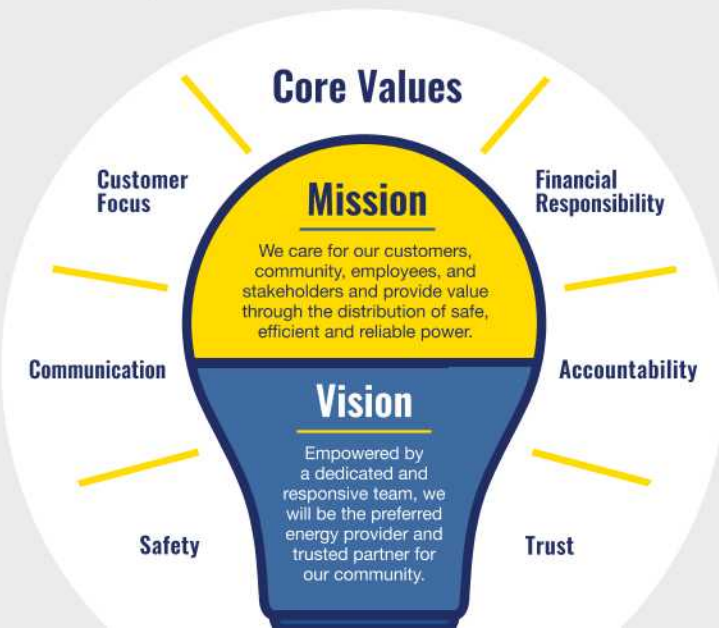 Core Values
Customer
Focus
Financial
Responsibility
Mission
We care for our customers,
community, employees, and
stakeholders and provide value
through the distribution of safe,
efficient and reliable power.
Communication
Accountability
Vision
Empowered by
a dedicated and
responsive team, we
will be the preferred
energy provider and
trusted partner for
our community.
Safety
Trust